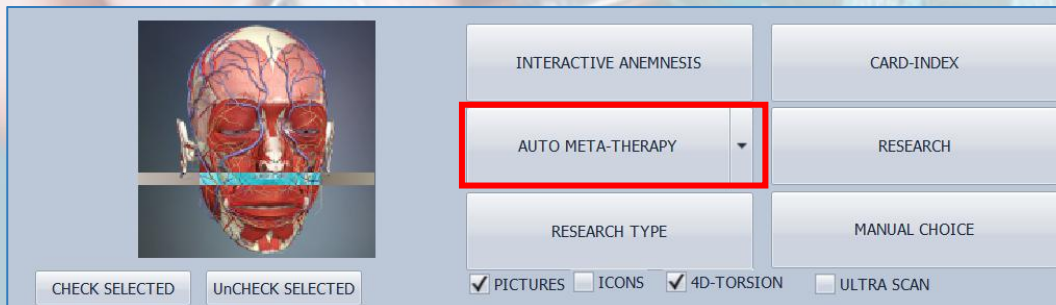 INTERACTIVE ANEMNESIS
CARD-INDEX
AUTO META-THERAPY
RESEARCH
RESEARCH TYPE
MANUAL CHOICE
CHECK SELECTED
UnCHECK SELECTED
PICTURES
ICONS
4D-TORSION
ULTRA SCAN